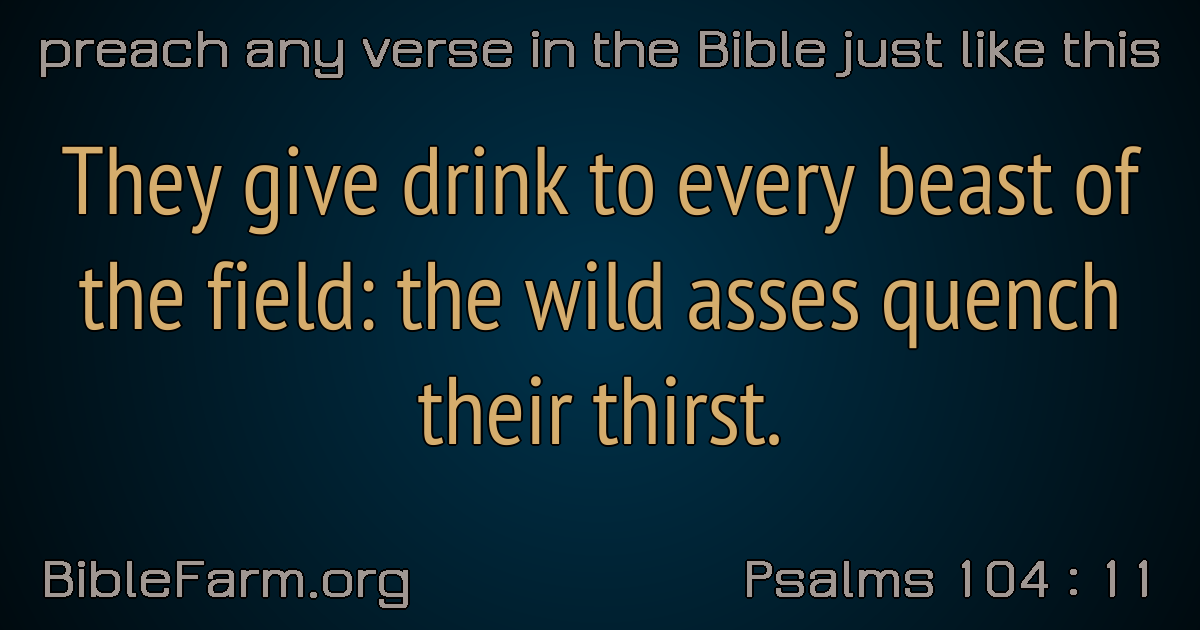 preach any verse in the Bible just like this
They give drink to every beast of
the field: the wild asses quench
their thirst.
BibleFarm.org
Psalms 104 : 11